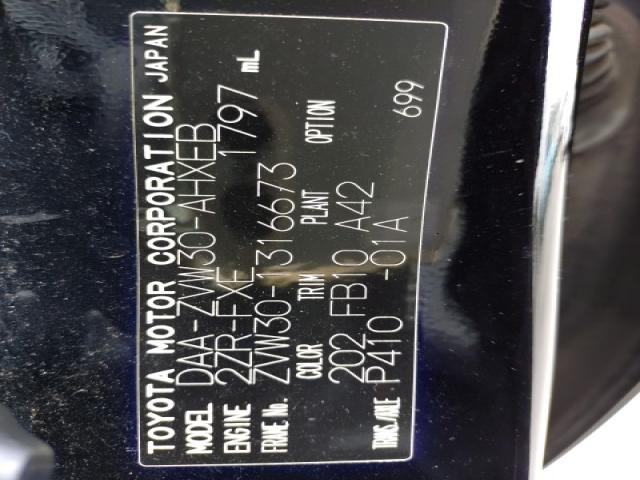 TOYOTA MOTOR CORPORATION JAPAN
MODEL DAA-ZVW30-AHXEB
ENGINE 2ZR-FXE 1797 mL
FRAME No. ZVW30-1316673
COLOR TRIM PLANT OPTION
202 FB10 A42
TRANS./AXLE P410 -01A 699